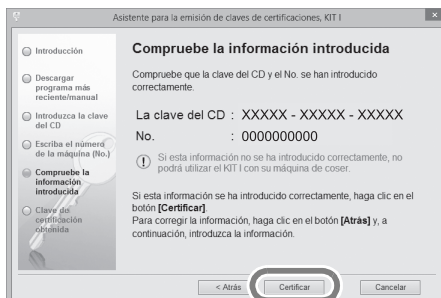 Asistente para la emisión de claves de certificaciones, KIT I
Introducción
Descargar
programa más
reciente/manual
Introduzca la clave
del CD
Escriba el número
de la máquina (No.)
Compruebe la
información
introducida
Clave de
certificación
obtenida
Compruebe la información introducida
Compruebe que la clave del CD y el No. se han introducido
correctamente.
La clave del CD : XXXXX - XXXXX - XXXXX
No. : 0000000000
Si esta información no se ha introducido correctamente, no
podrá utilizar el KIT I con su máquina de coser.
Si esta información se ha introducido correctamente, haga clic en el
botón [Certificar].
Para corregir la información, haga clic en el botón [Atrás] y, a
continuación, introduzca la información.
< Atrás
Certificar
Cancelar